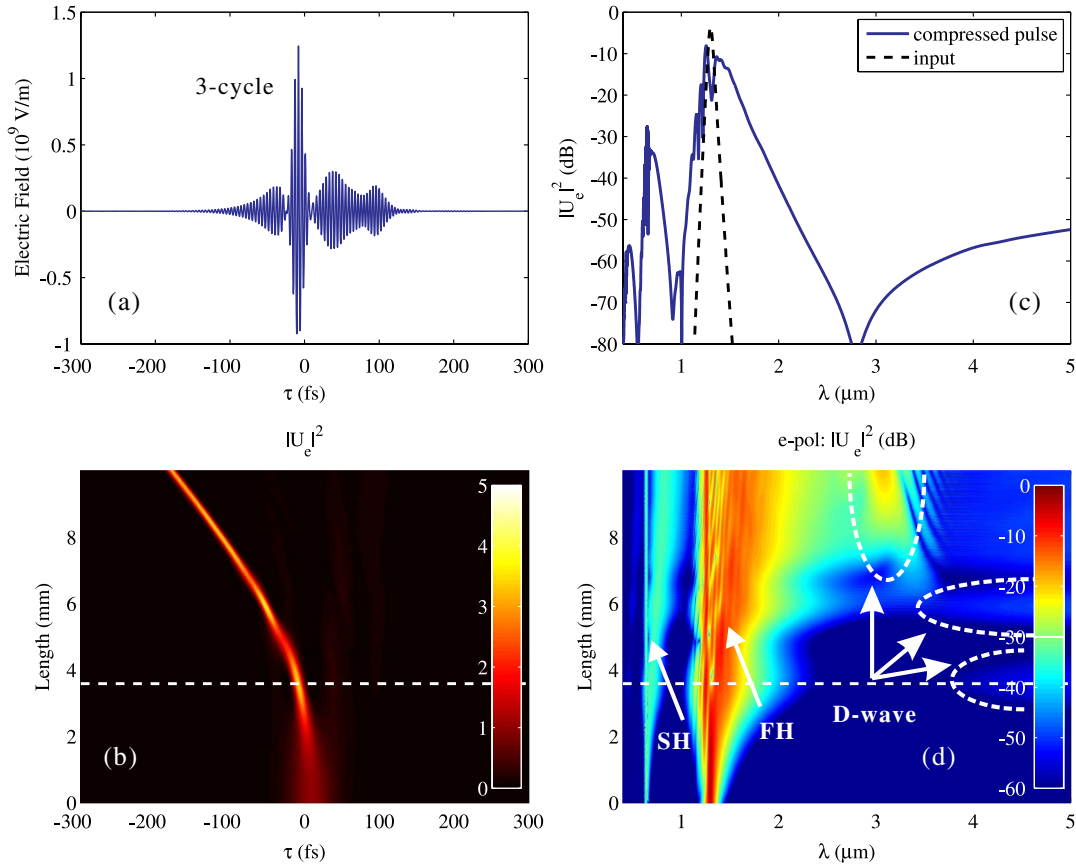 1.5
1
0.5
0
-0.5
-1
Electric Field (10⁹ V/m)
3-cycle
(a)
-300 -200 -100 0 100 200 300
τ (fs)
0
-10
-20
-30
-40
-50
-60
-70
-80
|U_e|² (dB)
compressed pulse
input
(c)
1 2 3 4 5
λ (μm)
|U_e|²
8
6
4
2
0
Length (mm)
5
4
3
2
1
0
(b)
-300 -200 -100 0 100 200 300
τ (fs)
e-pol: |U_e|² (dB)
8
6
4
2
0
Length (mm)
SH
FH
D-wave
0
-10
-20
-30
-40
-50
-60
(d)
1 2 3 4 5
λ (μm)